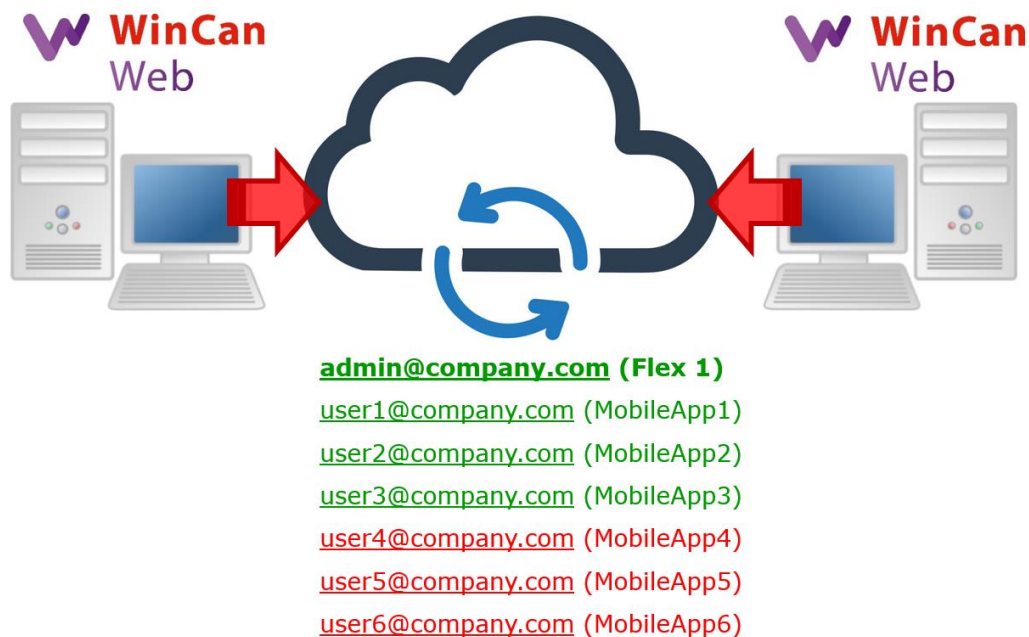 WinCan
Web
WinCan
Web
admin@company.com (Flex 1)
user1@company.com (MobileApp1)
user2@company.com (MobileApp2)
user3@company.com (MobileApp3)
user4@company.com (MobileApp4)
user5@company.com (MobileApp5)
user6@company.com (MobileApp6)